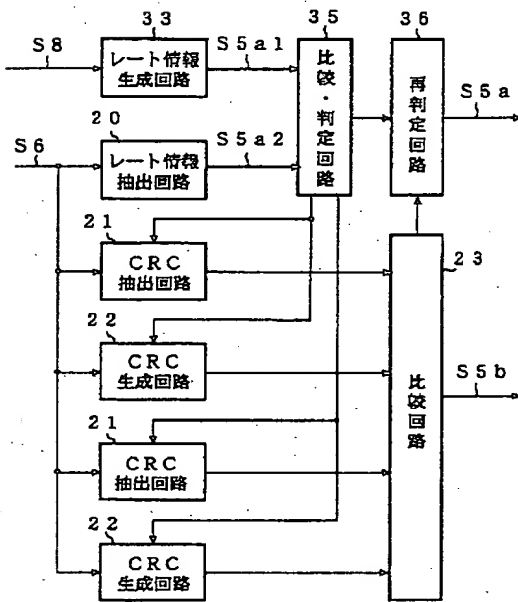 33
35
36
S8
レート情報
生成回路
S5a1
比較・判定回路
再判定回路
S5a
20
S6
レート情報
抽出回路
S5a2
21
CRC
抽出回路
23
22
CRC
生成回路
比較回路
S5b
21
CRC
抽出回路
22
CRC
生成回路